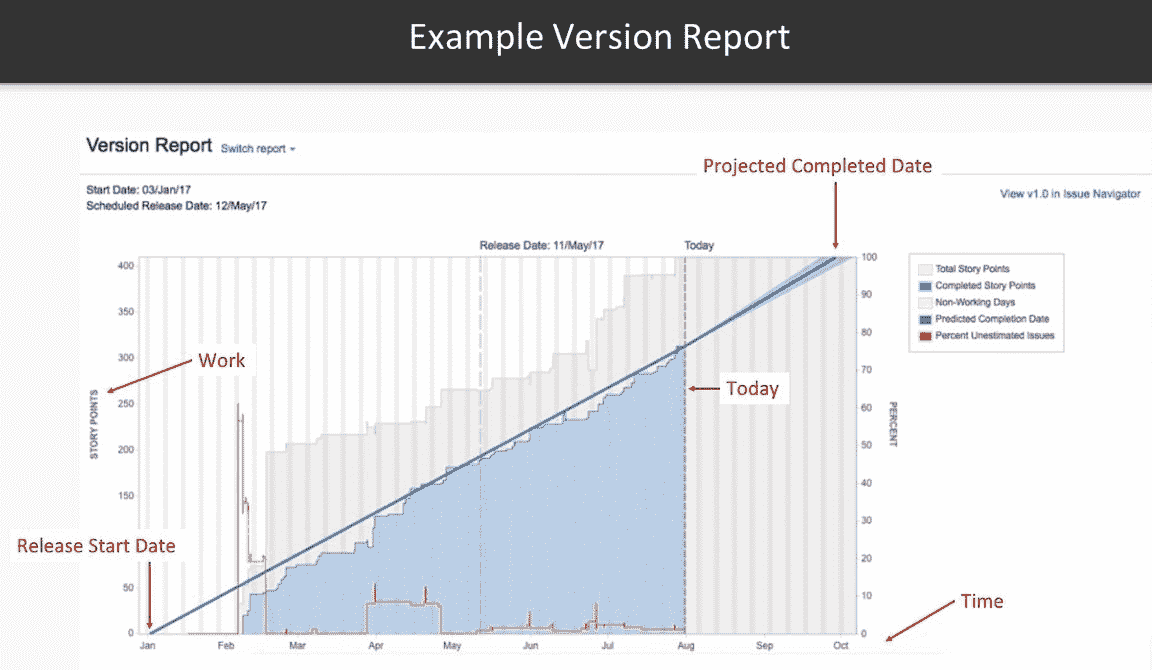 Example Version Report
Version Report Switch report
Projected Completed Date
Start Date: 03/Jan/17
Scheduled Release Date: 12/May/17
View v1.0 in Issue Navigator
Release Date: 11/May/17
Today
400
350
300
250
200
150
50
0
STORY POINTS
100
90
80
70
60
50
40
30
20
10
0
PERCENT
Total Story Points
Completed Story Points
Non-Working Days
Predicted Completion Date
Percent Unestimated Issues
Work
Today
Release Start Date
Time
Jan Feb Mar Apr May Jun Jul Aug Sep Oct